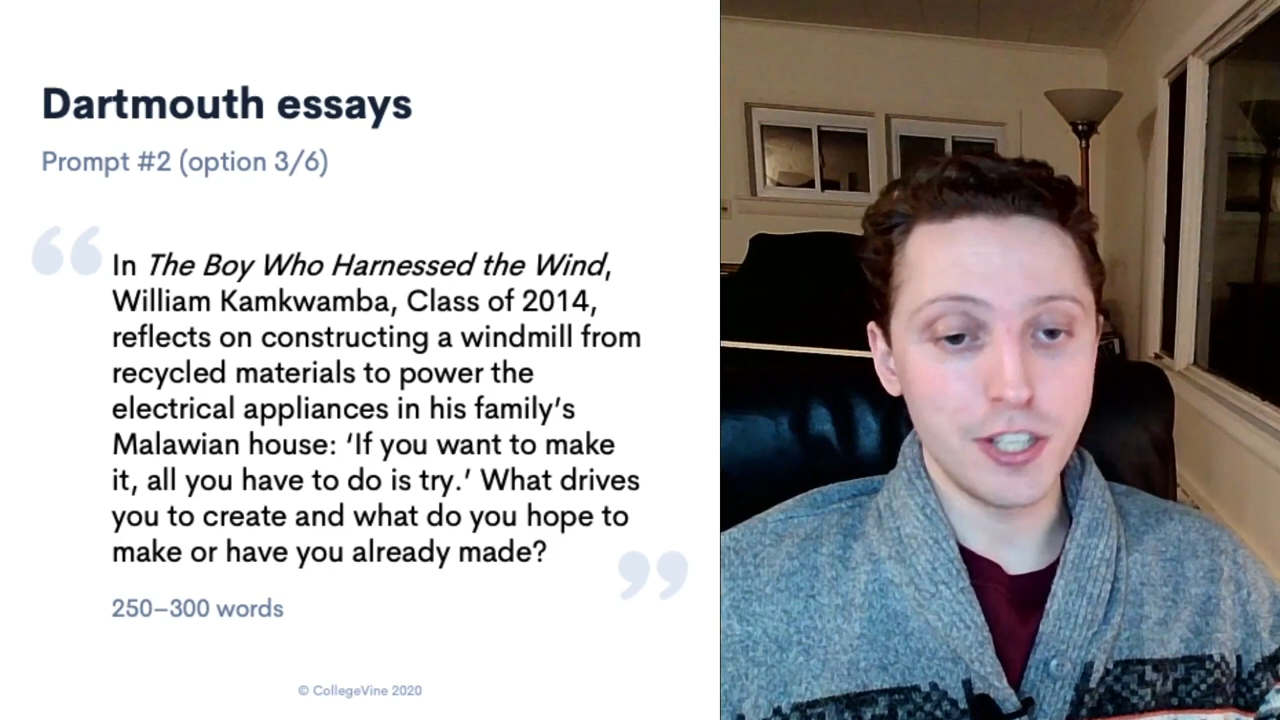 Dartmouth essays
Prompt #2 (option 3/6)
“
In The Boy Who Harnessed the Wind,
William Kamkwamba, Class of 2014,
reflects on constructing a windmill from
recycled materials to power the
electrical appliances in his family’s
Malawian house: ‘If you want to make
it, all you have to do is try.’ What drives
you to create and what do you hope to
make or have you already made?
”
250–300 words
© CollegeVine 2020